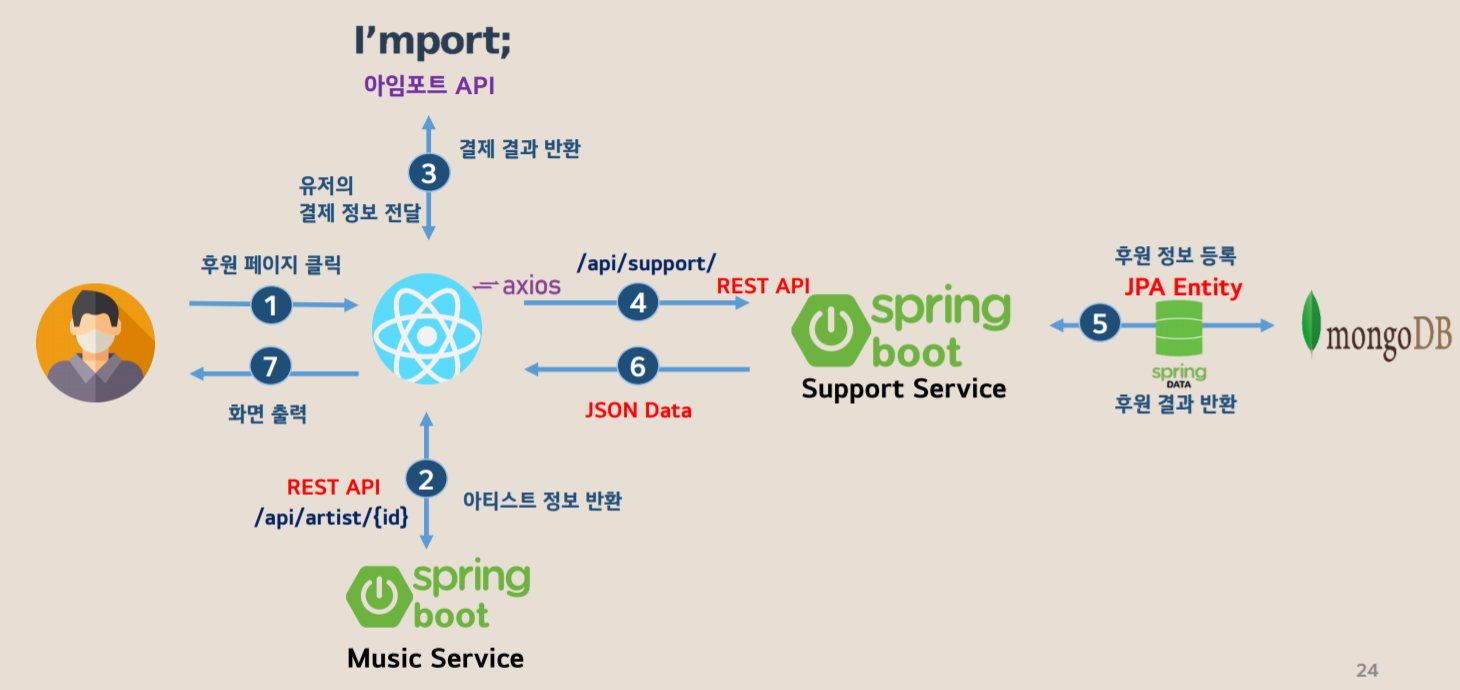 I'mport;
아임포트 API
3
결제 결과 반환
유저의
결제 정보 전달
후원 페이지 클릭
1
7
화면 출력
axios
/api/support/
REST API
4
6
JSON Data
spring
boot
Support Service
후원 정보 등록
JPA Entity
5
spring
DATA
후원 결과 반환
mongoDB
2
REST API
/api/artist/{id}
아티스트 정보 반환
spring
boot
Music Service
24